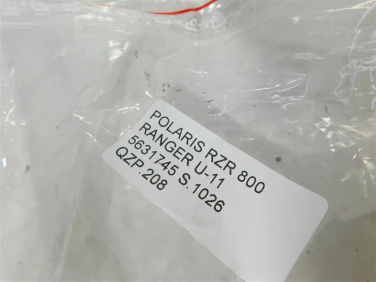 POLARIS RZR 800
RANGER U-11
5631745 S.1026
QZP.208